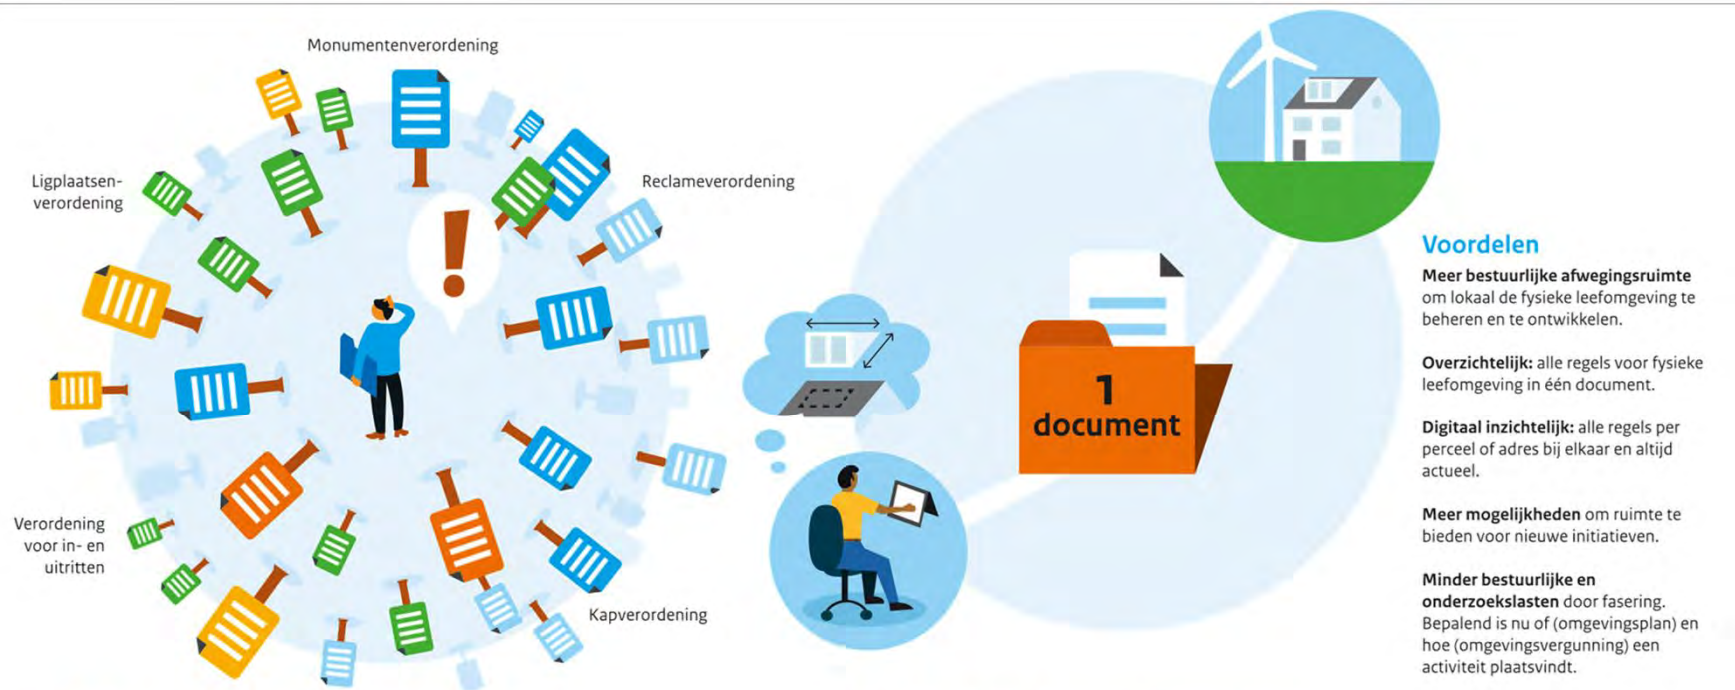 Monumentenverordening
Ligplaatsen-
verordening
Reclameverordening
Verordening
voor in- en
uitritten
Kapverordening
1
document
Voordelen
Meer bestuurlijke afwegingsruimte
om lokaal de fysieke leefomgeving te
beheren en te ontwikkelen.
Overzichtelijk: alle regels voor fysieke
leefomgeving in één document.
Digitaal inzichtelijk: alle regels per
perceel of adres bij elkaar en altijd
actueel.
Meer mogelijkheden om ruimte te
bieden voor nieuwe initiatieven.
Minder bestuurlijke en
onderzoekslasten door fasering.
Bepalend is nu of (omgevingsplan) en
hoe (omgevingsvergunning) een
activiteit plaatsvindt.